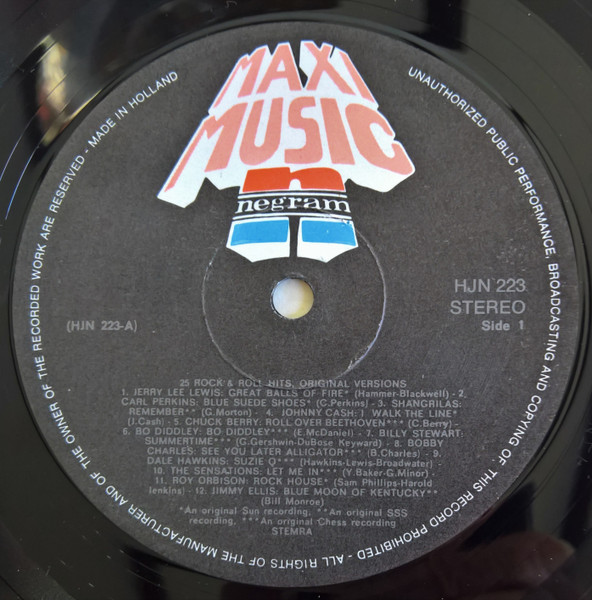 MAXI
MUSIC
n
negram
HJN 223
STEREO
Side 1
(HJN 223-A)
25 ROCK & ROLL HITS, ORIGINAL VERSIONS
1. JERRY LEE LEWIS: GREAT BALLS OF FIRE* (Hammer-Blackwell) - 2.
CARL PERKINS: BLUE SUEDE SHOES* (C.Perkins) - 3. SHANGRILAS:
REMEMBER** (G.Morton) - 4. JOHNNY CASH: I WALK THE LINE*
(J.Cash) - 5. CHUCK BERRY: ROLL OVER BEETHOVEN*** (C.Berry) -
6. BO DIDDLEY: BO DIDDLEY*** (E.McDaniel) - 7. BILLY STEWART:
SUMMERTIME*** (G.Gershwin-DuBose Keyward) - 8. BOBBY
CHARLES: SEE YOU LATER ALLIGATOR*** (B.Charles) - 9.
DALE HAWKINS: SUZIE Q*** [Hawkins-Lewis-Broadwater) -
10. THE SENSATIONS: LET ME IN*** (Y.Baker-G.Minor) -
11. ROY ORBISON: ROCK HOUSE* (Sam Phillips-Harold
Jenkins) - 12. JIMMY ELLIS: BLUE MOON OF KENTUCKY**
(Bill Monroe)
*An original Sun recording, **An original SSS
recording, ***An original Chess recording
STEMRA
UNAUTHORIZED PUBLIC PERFORMANCE, BROADCASTING AND COPYING OF THIS RECORD PROHIBITED - ALL RIGHTS OF THE MANUFACTURER AND OF THE OWNER OF THE RECORDED WORK ARE RESERVED - MADE IN HOLLAND